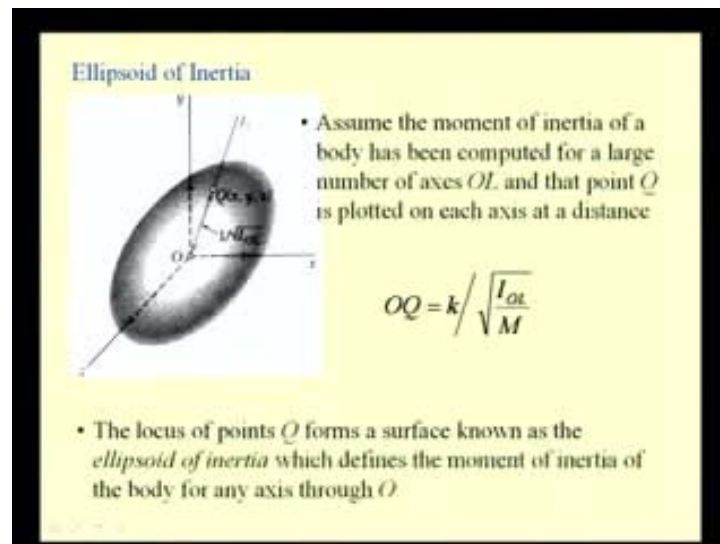 Ellipsoid of Inertia
y
L
• Assume the moment of inertia of a
body has been computed for a large
number of axes OL and that point Q
is plotted on each axis at a distance
Q(x, y, z)
1/√I_OL
O
x
OQ = k/√(I_OL/M)
z
• The locus of points Q forms a surface known as the
ellipsoid of inertia which defines the moment of inertia of
the body for any axis through O